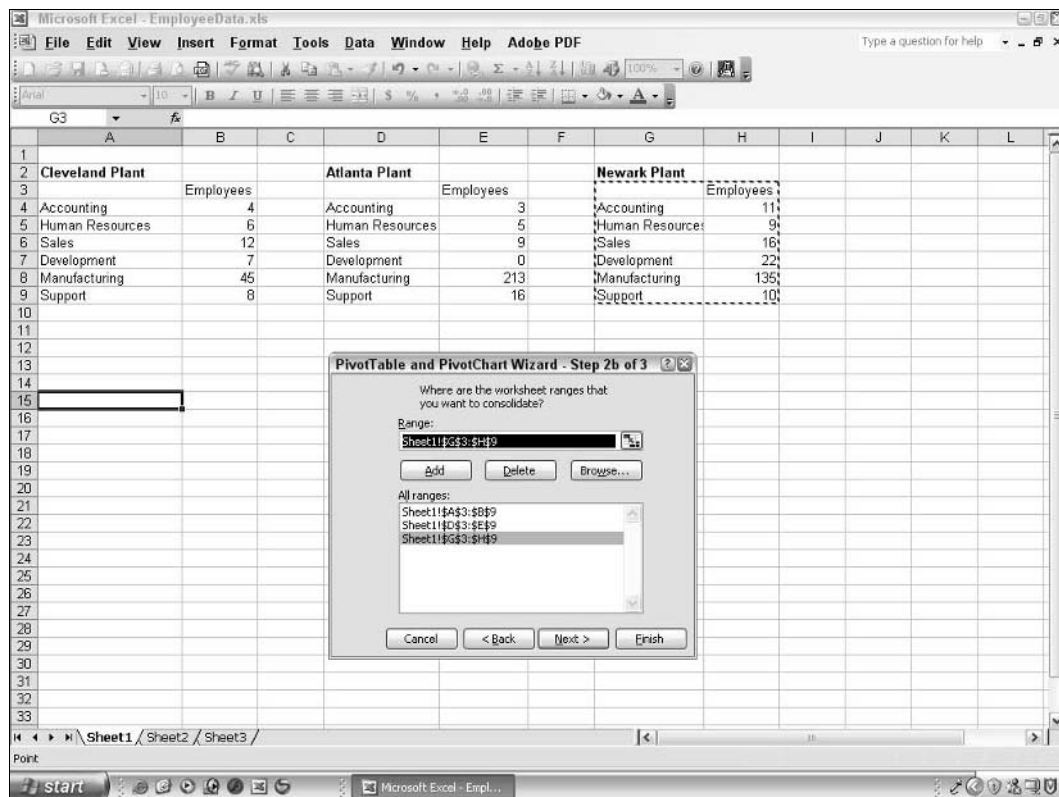 Microsoft Excel - EmployeeData.xls
File Edit View Insert Format Tools Data Window Help Adobe PDF Type a question for help
100%
Arial 10 B I U $ % , A
G3 fx
A B C D E F G H I J K L
1
2 Cleveland Plant Atlanta Plant Newark Plant
3 Employees Employees Employees
4 Accounting 4 Accounting 3 Accounting 11
5 Human Resources 6 Human Resources 5 Human Resources 9
6 Sales 12 Sales 9 Sales 16
7 Development 7 Development 0 Development 22
8 Manufacturing 45 Manufacturing 213 Manufacturing 135
9 Support 8 Support 16 Support 10
10
11
12
13
14
15
16
17
18
19
20
21
22
23
24
25
26
27
28
29
30
31
32
33
PivotTable and PivotChart Wizard - Step 2b of 3
Where are the worksheet ranges that
you want to consolidate?
Range:
Sheet1!$G$3:$H$9
Add Delete Browse...
All ranges:
Sheet1!$A$3:$B$9
Sheet1!$D$3:$E$9
Sheet1!$G$3:$H$9
Cancel < Back Next > Finish
Sheet1 / Sheet2 / Sheet3 /
Point
start Microsoft Excel - Empl...